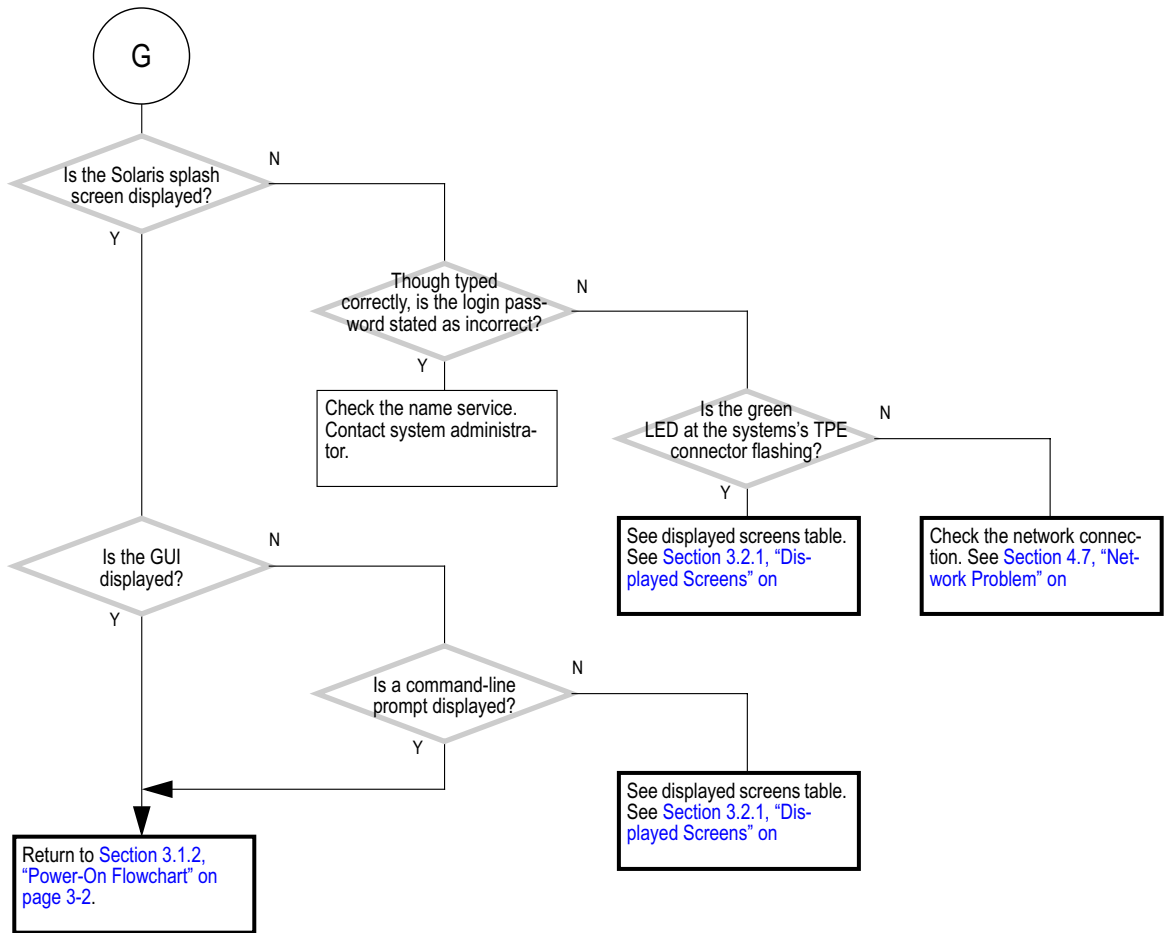 G
Is the Solaris splash
screen displayed?
N
Y
Though typed
correctly, is the login pass-
word stated as incorrect?
N
Y
Check the name service.
Contact system administra-
tor.
Is the green
LED at the systems's TPE
connector flashing?
N
Y
See displayed screens table.
See Section 3.2.1, “Dis-
played Screens” on
Check the network connec-
tion. See Section 4.7, “Net-
work Problem” on
Is the GUI
displayed?
N
Y
Is a command-line
prompt displayed?
N
Y
See displayed screens table.
See Section 3.2.1, “Dis-
played Screens” on
Return to Section 3.1.2,
“Power-On Flowchart” on
page 3-2.